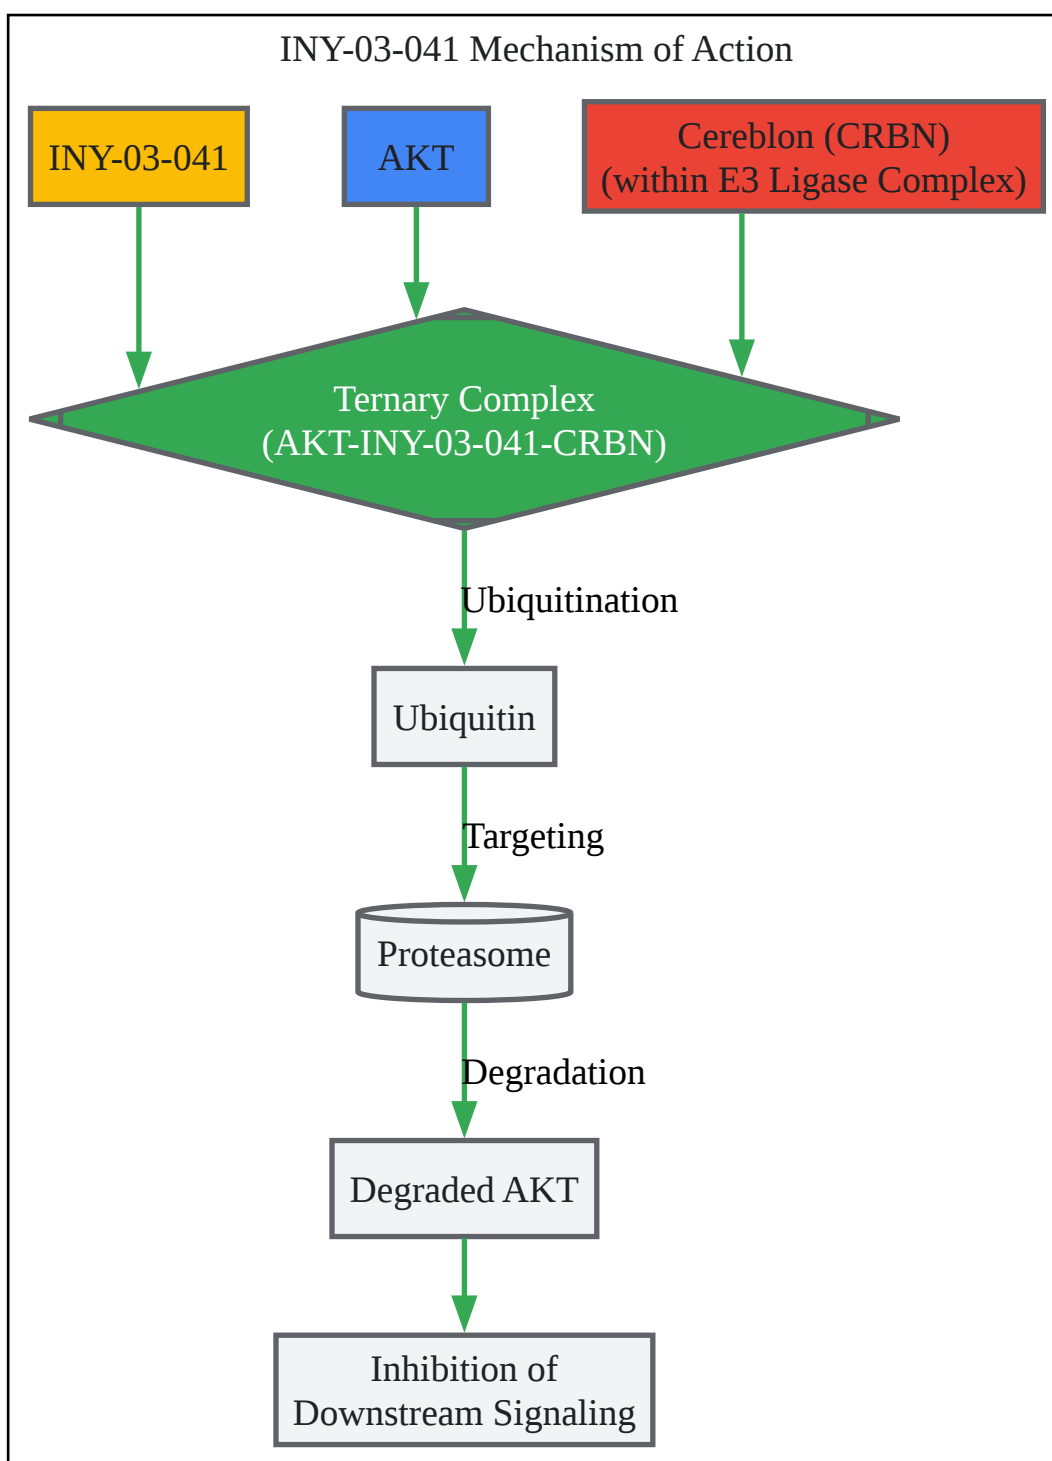 INY-03-041 Mechanism of Action
INY-03-041
AKT
Cereblon (CRBN)
(within E3 Ligase Complex)
Ternary Complex
(AKT-INY-03-041-CRBN)
Ubiquitination
Ubiquitin
Targeting
Proteasome
Degradation
Degraded AKT
Inhibition of
Downstream Signaling